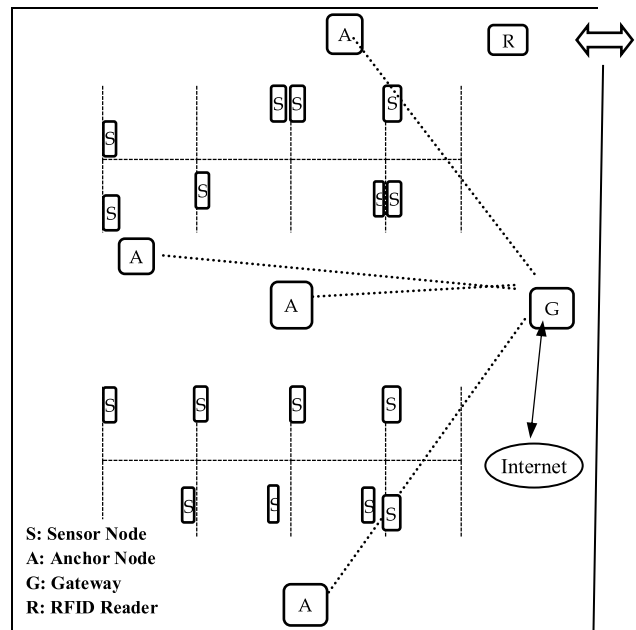 A
R
S
S
S
S
S
S
S
S
A
A
G
S
S
S
S
Internet
S
S
S
S
S: Sensor Node
A: Anchor Node
G: Gateway
R: RFID Reader
A